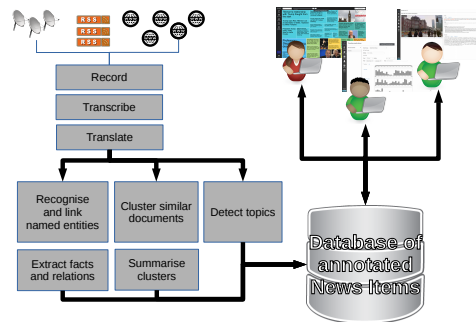 RSS
RSS
RSS
Record
Transcribe
Translate
Recognise
and link
named entities
Cluster similar
documents
Detect topics
Extract facts
and relations
Summarise
clusters
Database of
annotated
News Items